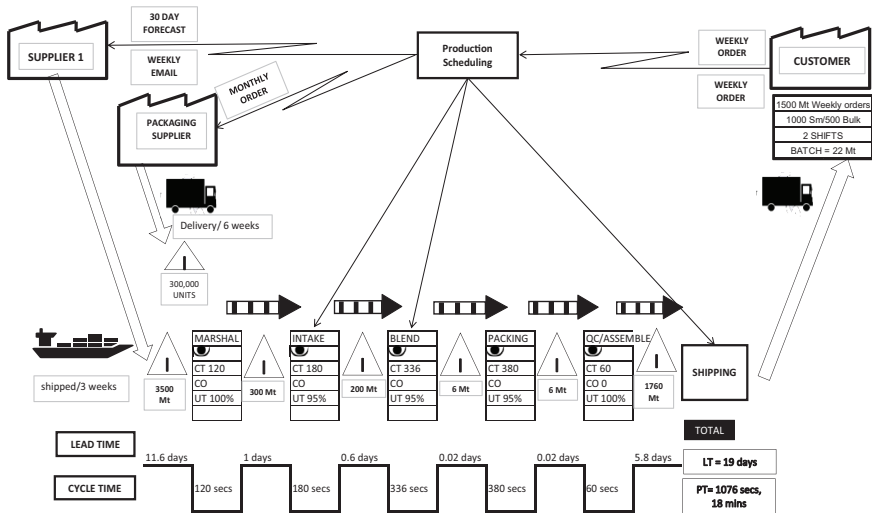 30 DAY
FORECAST
SUPPLIER 1
WEEKLY
EMAIL
MONTHLY
ORDER
Production
Scheduling
WEEKLY
ORDER
WEEKLY
ORDER
CUSTOMER
1500 Mt Weekly orders
1000 Sm/500 Bulk
2 SHIFTS
BATCH = 22 Mt
PACKAGING
SUPPLIER
Delivery/ 6 weeks
I
300,000
UNITS
shipped/3 weeks
I
3500
Mt
MARSHAL
CT 120
CO
UT 100%
I
300 Mt
INTAKE
CT 180
CO
UT 95%
I
200 Mt
BLEND
CT 336
CO
UT 95%
I
6 Mt
PACKING
CT 380
CO
UT 95%
I
6 Mt
QC/ASSEMBLE
CT 60
CO 0
UT 100%
I
1760
Mt
SHIPPING
TOTAL
LEAD TIME
11.6 days
1 days
0.6 days
0.02 days
0.02 days
5.8 days
LT = 19 days
CYCLE TIME
120 secs
180 secs
336 secs
380 secs
60 secs
PT= 1076 secs,
18 mins